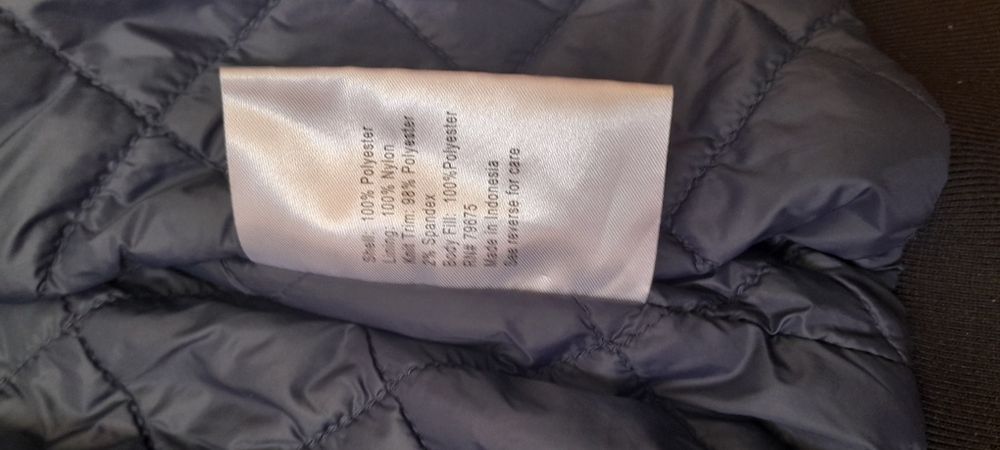 Shell: 100% Polyester
Lining: 100% Nylon
Knit Trim: 98% Polyester
2% Spandex
Body Fill: 100%Polyester
RN# 79675
Made in Indonesia
See reverse for care